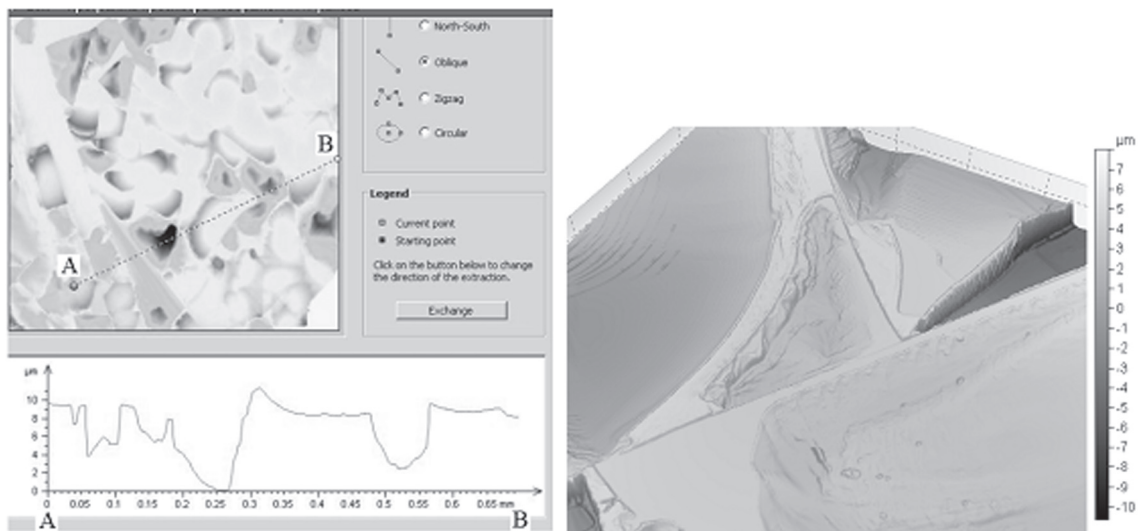 North-South
Oblique
Zigzag
Circular
B
Legend
Current point
Starting point
Click on the button below to change
the direction of the extraction.
Exchange
A
µm
10
8
6
4
2
0
0 0.05 0.1 0.15 0.2 0.25 0.3 0.35 0.4 0.45 0.5 0.55 0.6 0.65 mm
A B
µm
7
6
5
4
3
2
1
0
-1
-2
-3
-4
-5
-6
-7
-8
-9
-10